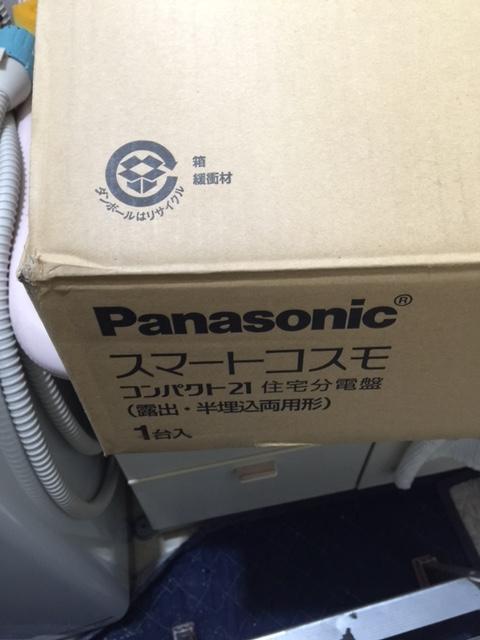 箱
緩衝材
ダンボールはリサイクル
Panasonic®
スマートコスモ
コンパクト21 住宅分電盤
(露出・半埋込両用形)
1台入